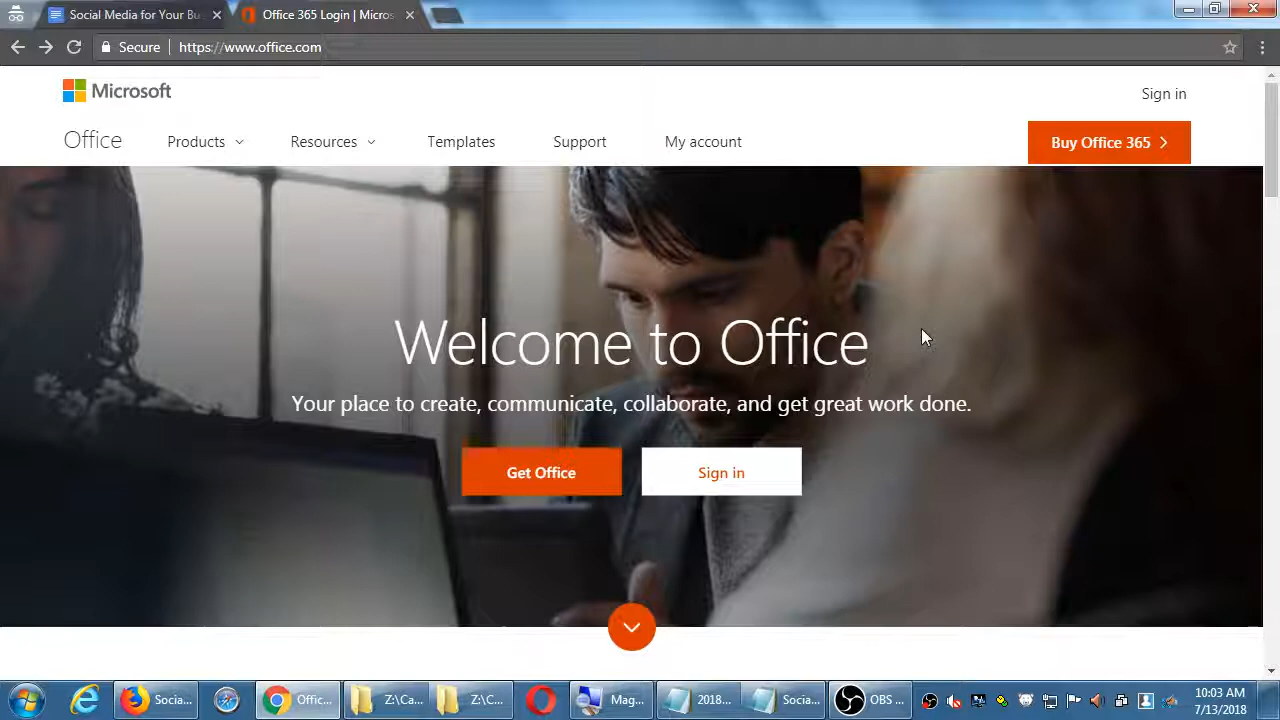 Social Media for Your Bu
Office 365 Login | Micros
Secure
https://www.office.com
Microsoft
Sign in
Office
Products
Resources
Templates
Support
My account
Buy Office 365
Welcome to Office
Your place to create, communicate, collaborate, and get great work done.
Get Office
Sign in
Socia...
Offic...
Z:\Ca...
Z:\C...
Mag...
2018...
Socia...
OBS ...
10:03 AM
7/13/2018